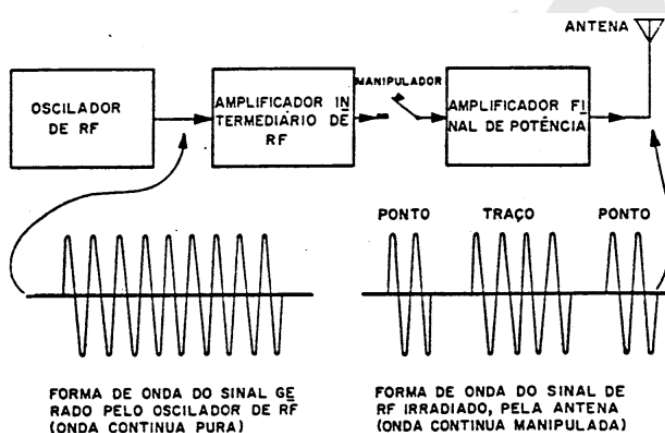 ANTENA
OSCILADOR
DE RF
AMPLIFICADOR IN
TERMEDIÁRIO DE
RF
MANIPULADOR
AMPLIFICADOR FI
NAL DE POTÊNCIA
PONTO
TRAÇO
PONTO
FORMA DE ONDA DO SINAL GE
RADO PELO OSCILADOR DE RF
(ONDA CONTINUA PURA)
FORMA DE ONDA DO SINAL DE
RF IRRADIADO, PELA ANTENA
(ONDA CONTINUA MANIPULADA)